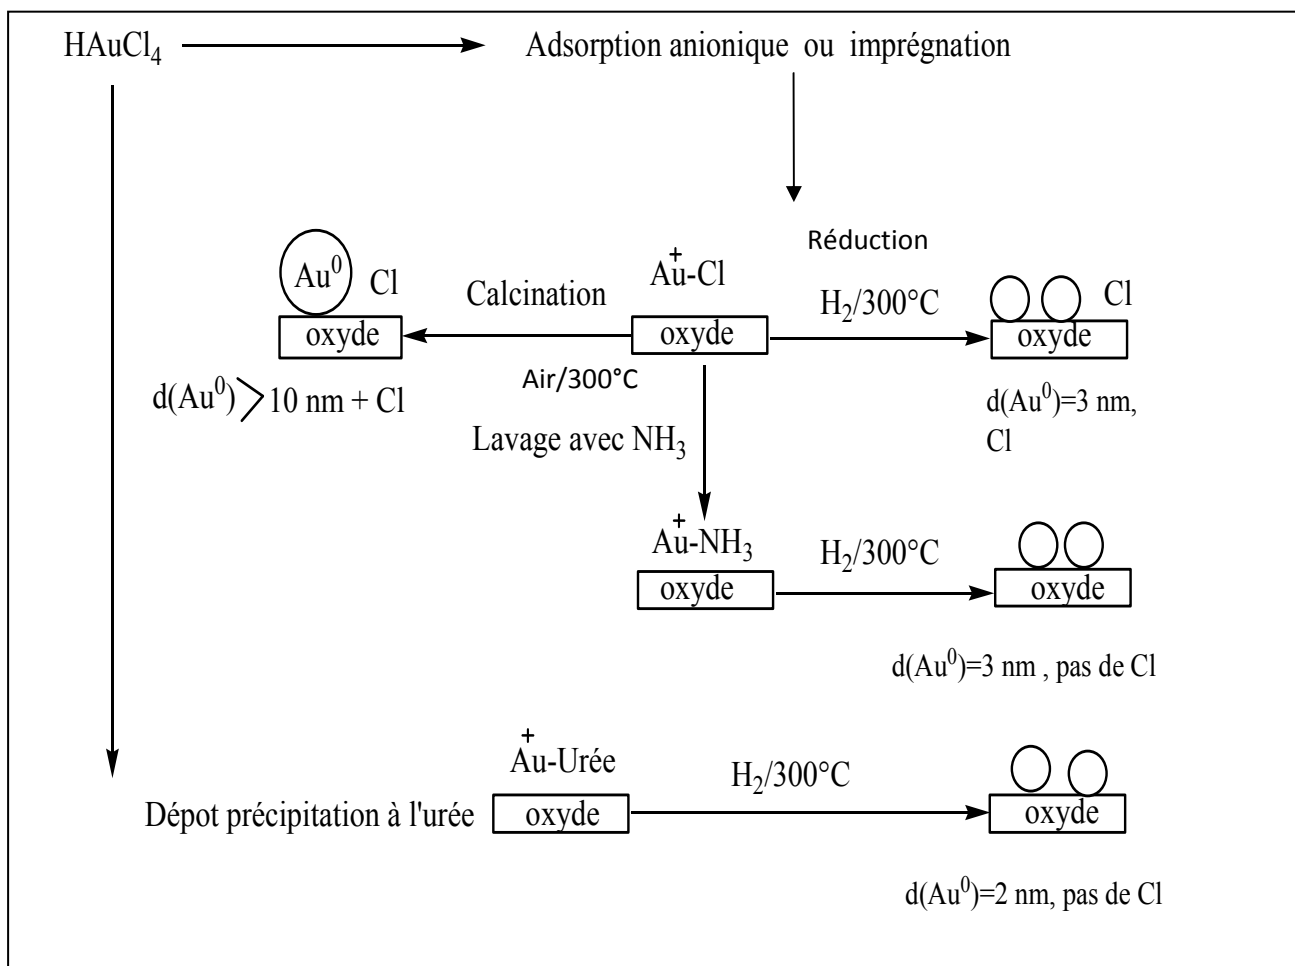 HAuCl4
Adsorption anionique ou imprégnation
Réduction
Au⁰
Cl
oxyde
Calcination
Air/300°C
+
Au-Cl
oxyde
H2/300°C
Cl
oxyde
d(Au⁰)>10 nm + Cl
d(Au⁰)=3 nm,
Cl
Lavage avec NH3
+
Au-NH3
oxyde
H2/300°C
oxyde
d(Au⁰)=3 nm , pas de Cl
Dépot précipitation à l'urée
+
Au-Urée
oxyde
H2/300°C
oxyde
d(Au⁰)=2 nm, pas de Cl